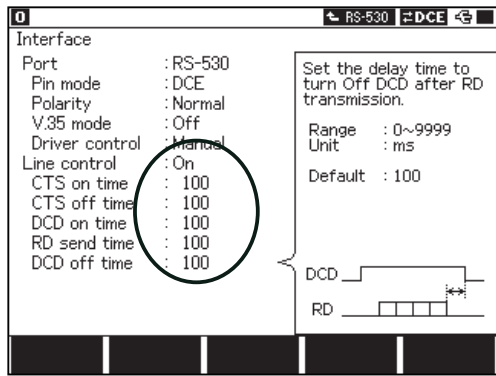 0 RS-530 DCE
Interface
Port : RS-530
Pin mode : DCE
Polarity : Normal
V.35 mode : Off
Driver control : Manual
Line control : On
CTS on time : 100
CTS off time : 100
DCD on time : 100
RD send time : 100
DCD off time : 100
Set the delay time to
turn Off DCD after RD
transmission.
Range : 0~9999
Unit : ms
Default : 100
DCD
RD